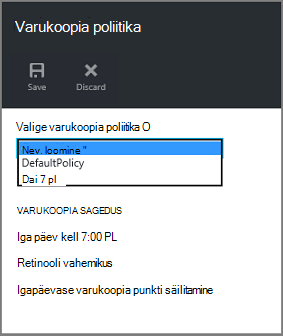 Varukoopia poliitika
Save
Discard
Valige varukoopia poliitika O
Nev. loomine "
DefaultPolicy
Dai 7 pl
VARUKOOPIA SAGEDUS
Iga päev kell 7:00 PL
Retinooli vahemikus
Igapäevase varukoopia punkti säilitamine